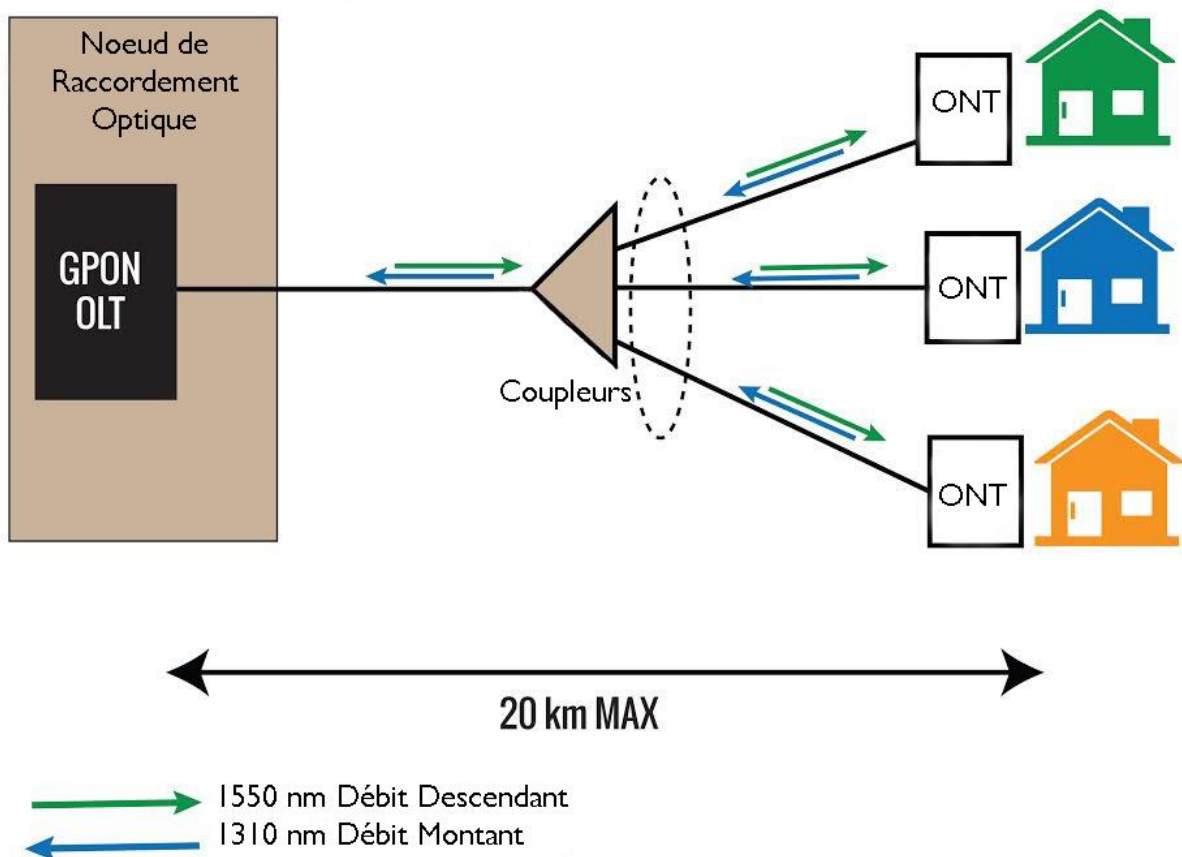 Noeud de
Raccordement
Optique
GPON
OLT
Coupleurs
ONT
ONT
ONT
20 km MAX
1550 nm Débit Descendant
1310 nm Débit Montant